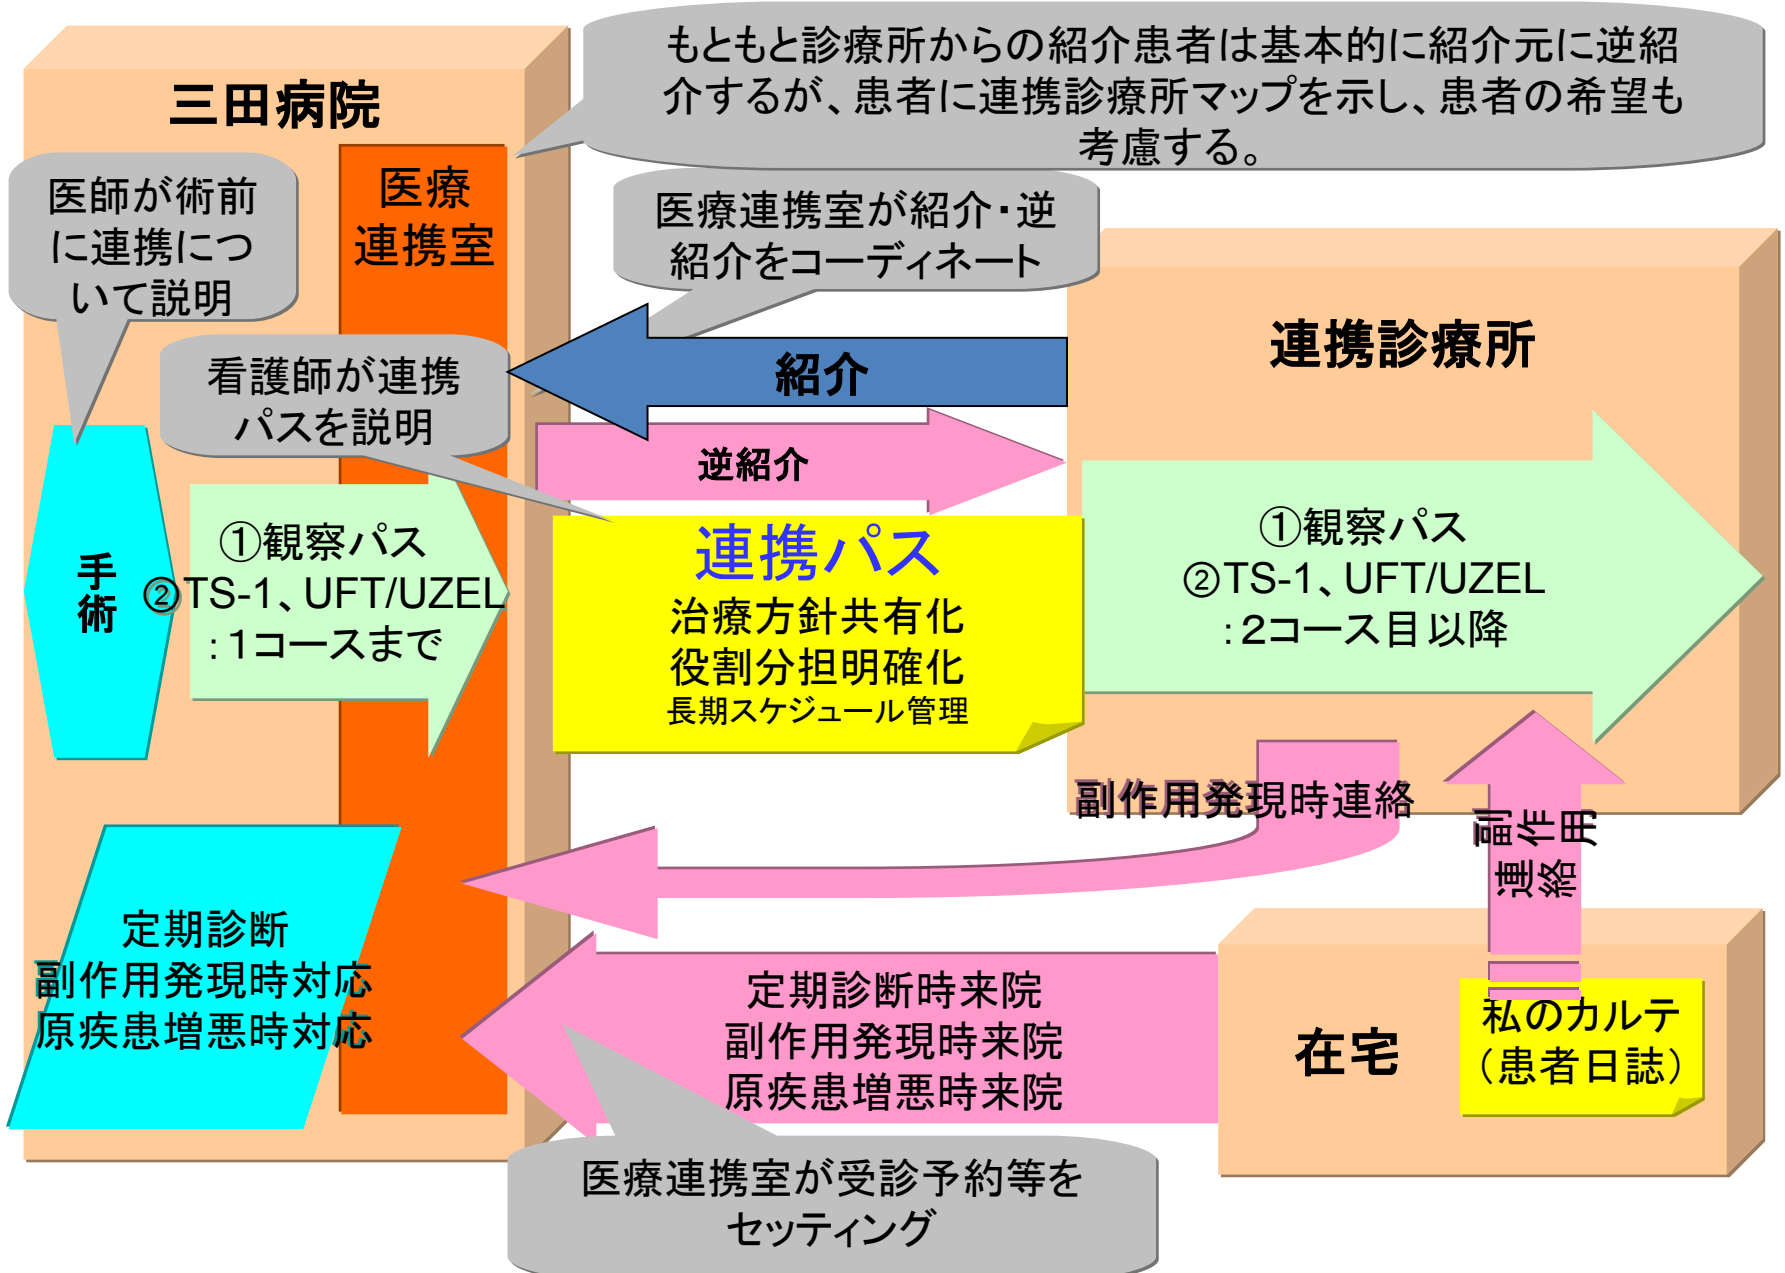 もともと診療所からの紹介患者は基本的に紹介元に逆紹
介するが、患者に連携診療所マップを示し、患者の希望も
考慮する。
三田病院
医療
連携室
医師が術前
に連携につ
いて説明
医療連携室が紹介・逆
紹介をコーディネート
連携診療所
紹介
看護師が連携
パスを説明
逆紹介
手術
①観察パス
②TS-1、UFT/UZEL
:1コースまで
連携パス
治療方針共有化
役割分担明確化
長期スケジュール管理
①観察パス
②TS-1、UFT/UZEL
:2コース目以降
副作用発現時連絡
副作用
連絡
定期診断
副作用発現時対応
原疾患増悪時対応
定期診断時来院
副作用発現時来院
原疾患増悪時来院
在宅
私のカルテ
（患者日誌）
医療連携室が受診予約等を
セッティング